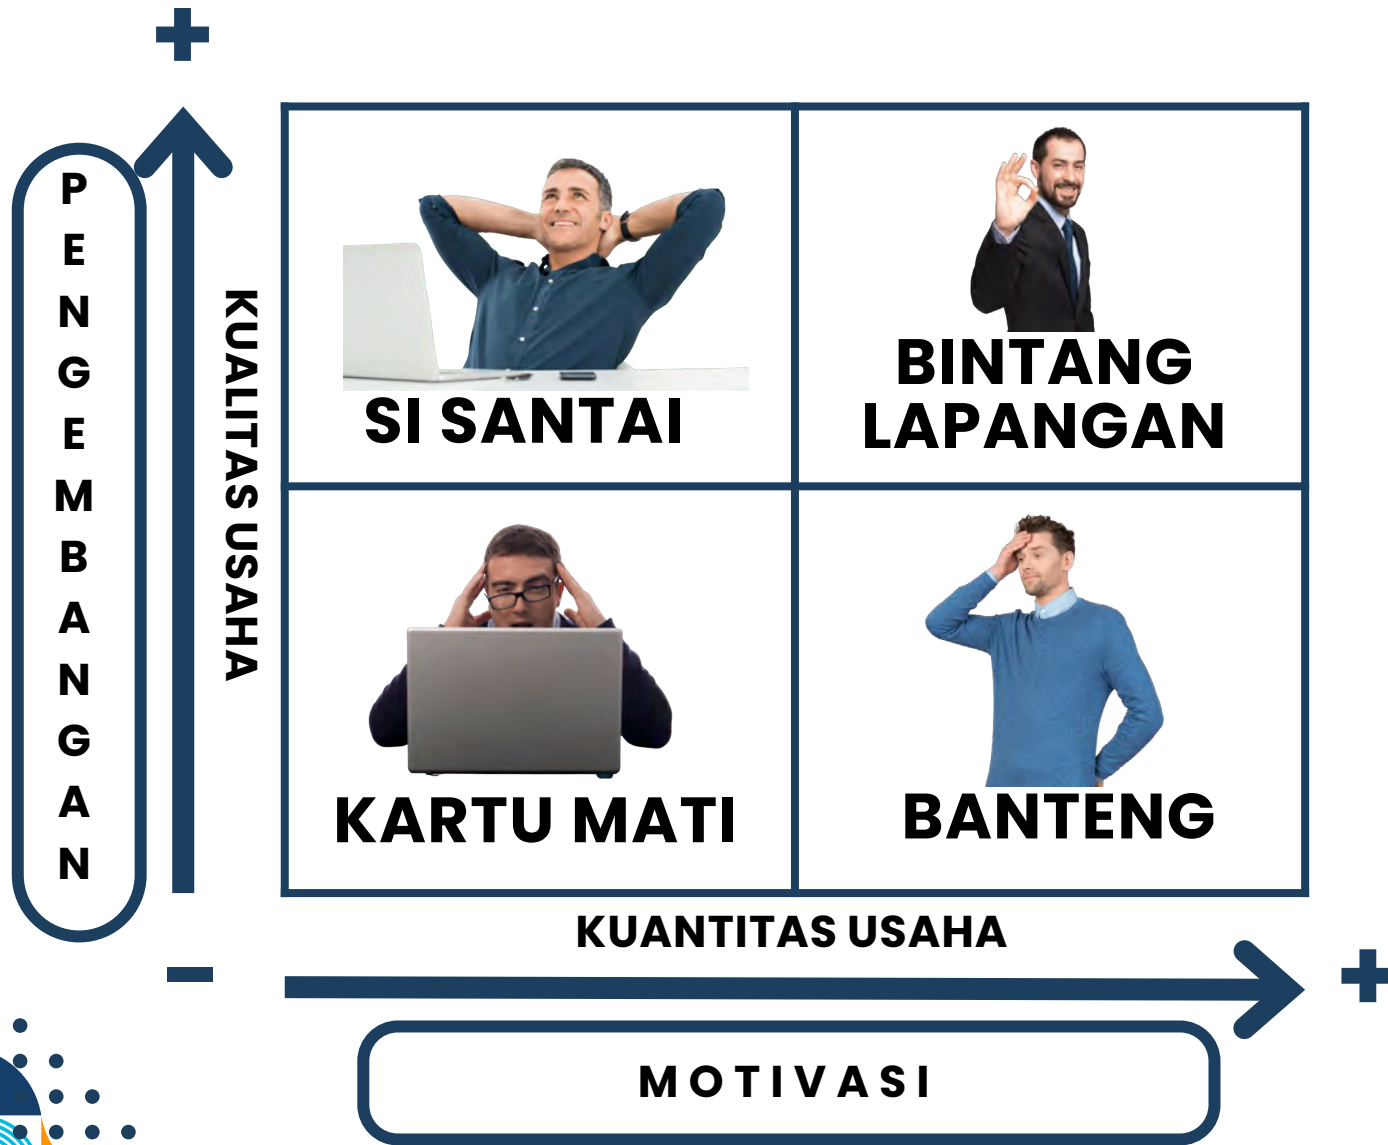 +
PENGEMBANGAN
KUALITAS USAHA
SI SANTAI
BINTANG
LAPANGAN
KARTU MATI
BANTENG
KUANTITAS USAHA
-
+
MOTIVASI